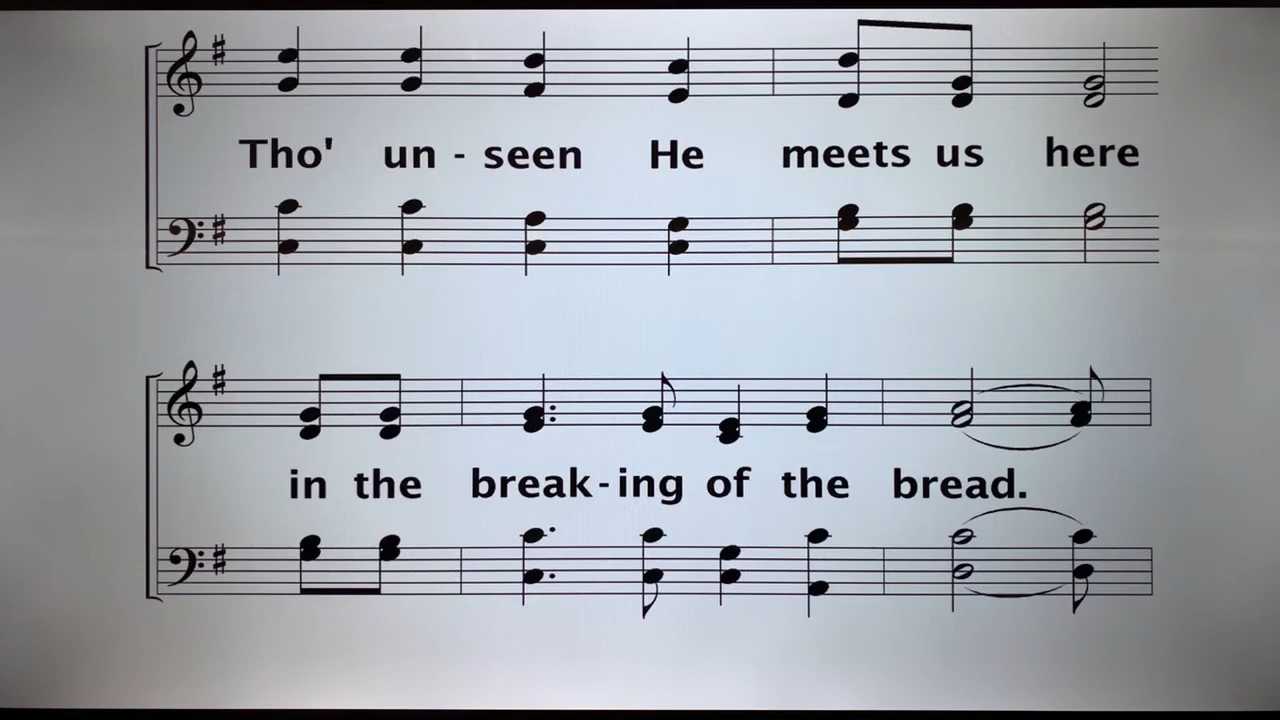 Tho' un - seen He meets us here
in the break - ing of the bread.